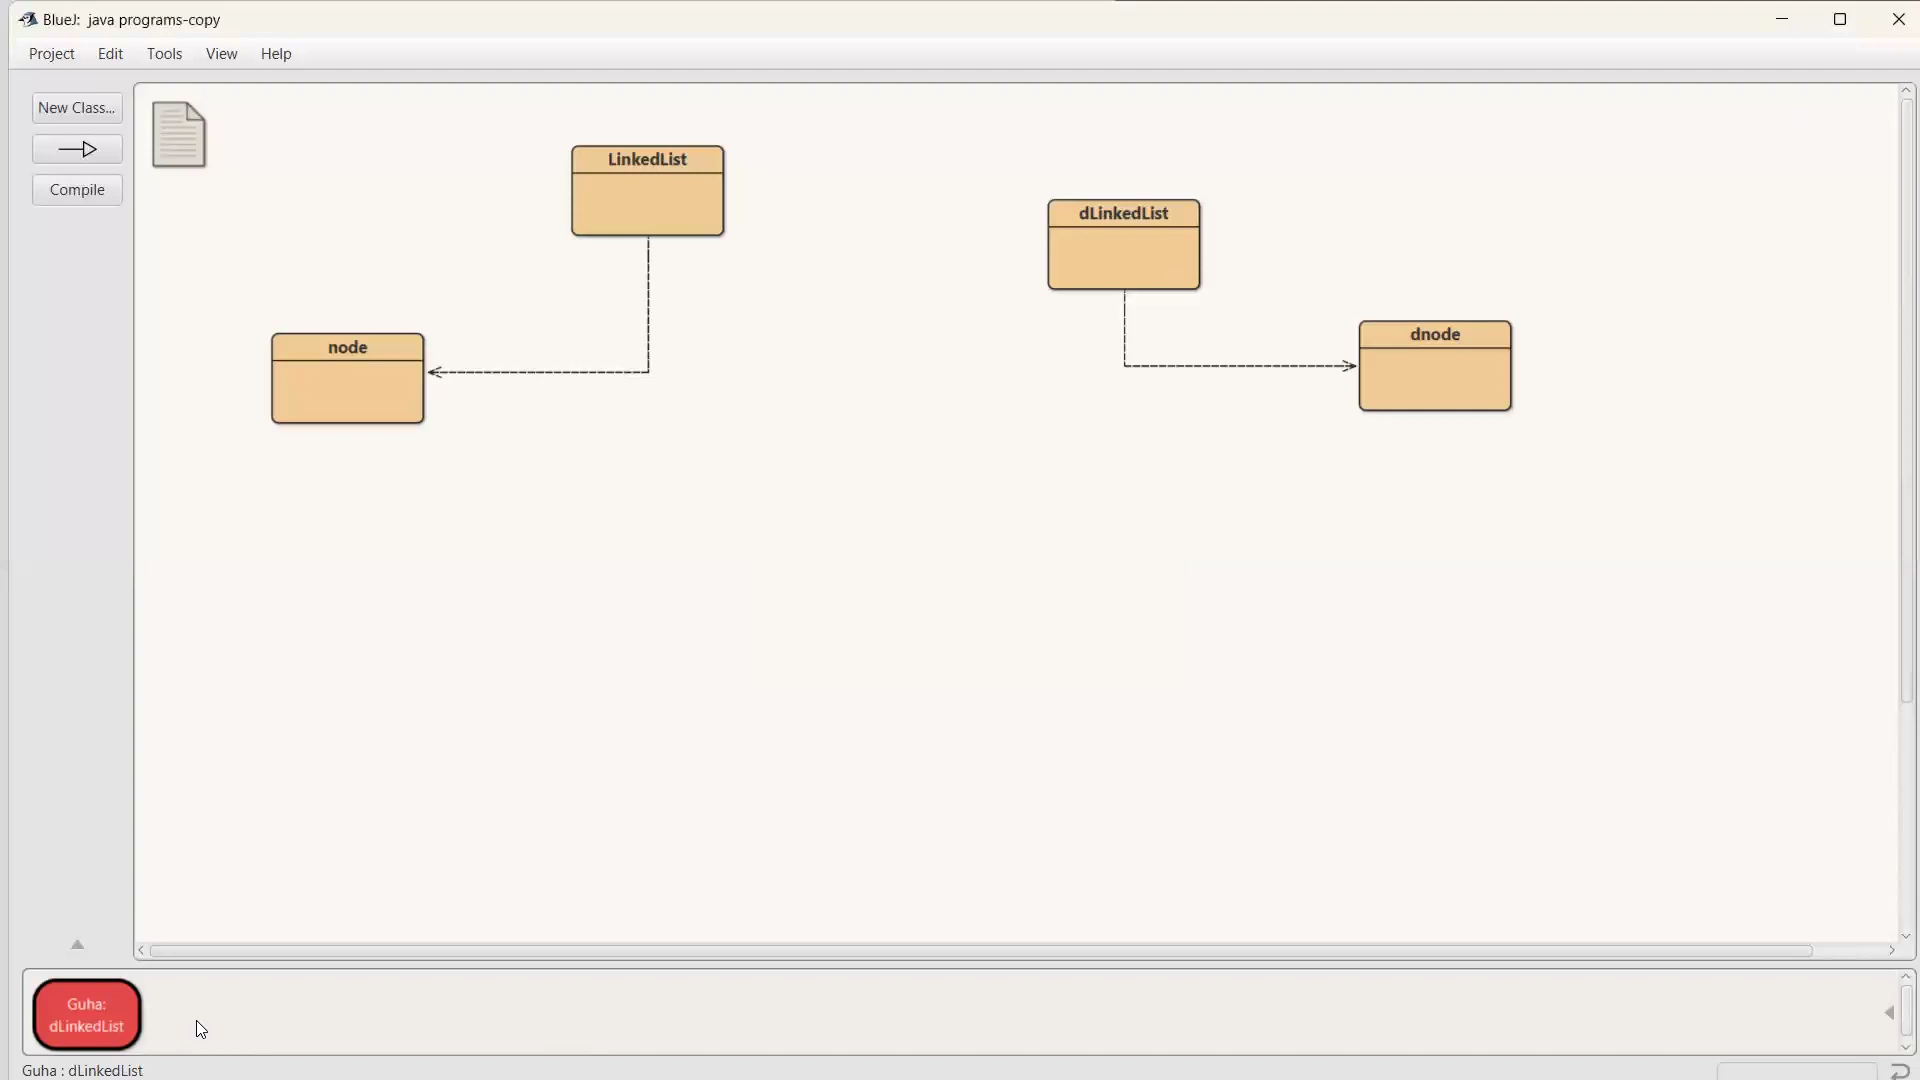 BlueJ: java programs-copy
Project Edit Tools View Help
New Class...
Compile
LinkedList
dLinkedList
node
dnode
Guha:
dLinkedList
Guha : dLinkedList